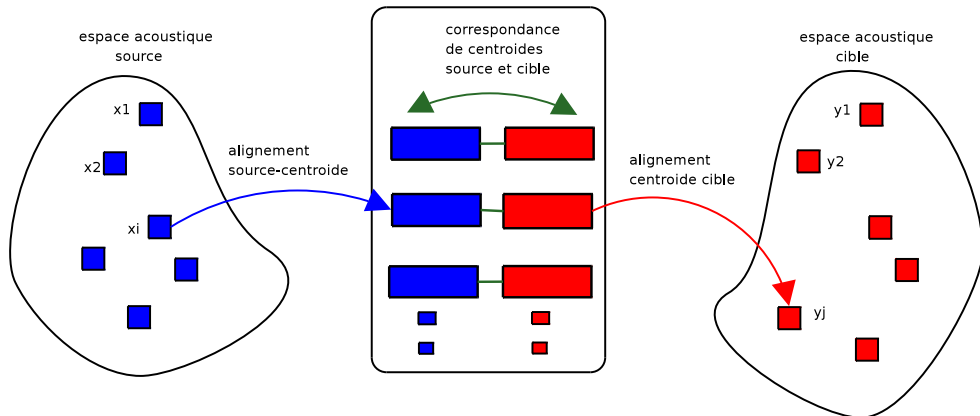 espace acoustique
source
x1
x2
xi
alignement
source-centroide
correspondance
de centroides
source et cible
alignement
centroide cible
espace acoustique
cible
y1
y2
yj